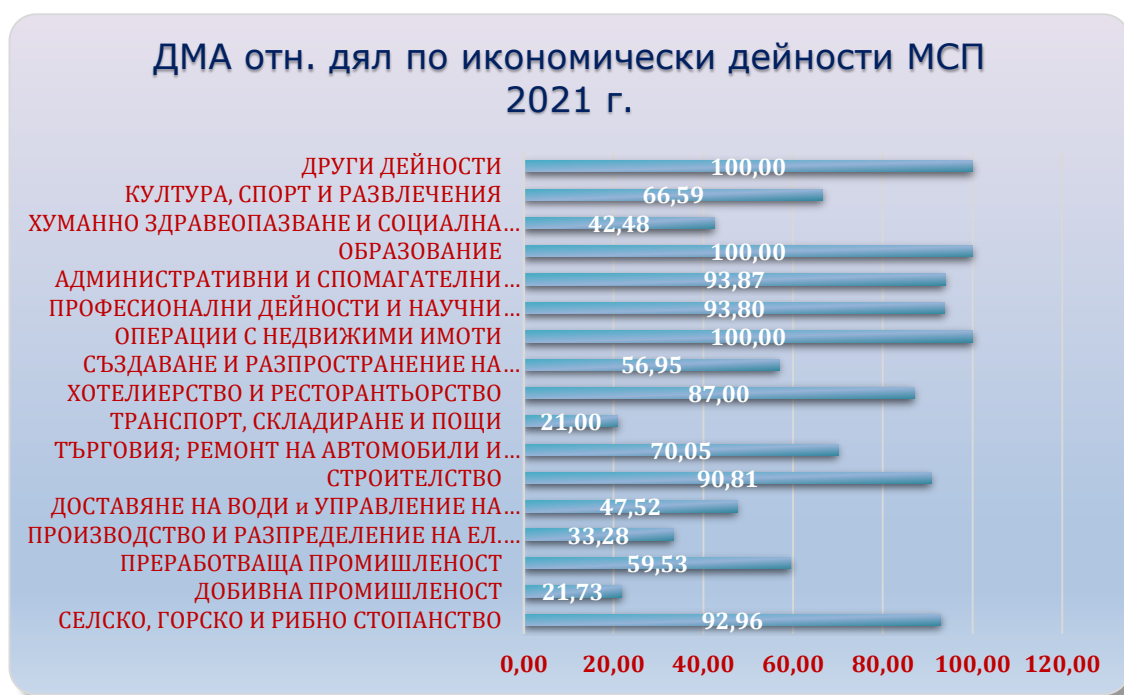 ДМА отн. дял по икономически дейности МСП
2021 г.
ДРУГИ ДЕЙНОСТИ 100,00
КУЛТУРА, СПОРТ И РАЗВЛЕЧЕНИЯ 66,59
ХУМАННО ЗДРАВЕОПАЗВАНЕ И СОЦИАЛНА… 42,48
ОБРАЗОВАНИЕ 100,00
АДМИНИСТРАТИВНИ И СПОМАГАТЕЛНИ… 93,87
ПРОФЕСИОНАЛНИ ДЕЙНОСТИ И НАУЧНИ… 93,80
ОПЕРАЦИИ С НЕДВИЖИМИ ИМОТИ 100,00
СЪЗДАВАНЕ И РАЗПРОСТРАНЕНИЕ НА… 56,95
ХОТЕЛИЕРСТВО И РЕСТОРАНТЬОРСТВО 87,00
ТРАНСПОРТ, СКЛАДИРАНЕ И ПОЩИ 21,00
ТЪРГОВИЯ; РЕМОНТ НА АВТОМОБИЛИ И… 70,05
СТРОИТЕЛСТВО 90,81
ДОСТАВЯНЕ НА ВОДИ и УПРАВЛЕНИЕ НА… 47,52
ПРОИЗВОДСТВО И РАЗПРЕДЕЛЕНИЕ НА ЕЛ.… 33,28
ПРЕРАБОТВАЩА ПРОМИШЛЕНОСТ 59,53
ДОБИВНА ПРОМИШЛЕНОСТ 21,73
СЕЛСКО, ГОРСКО И РИБНО СТОПАНСТВО 92,96
0,00 20,00 40,00 60,00 80,00 100,00 120,00